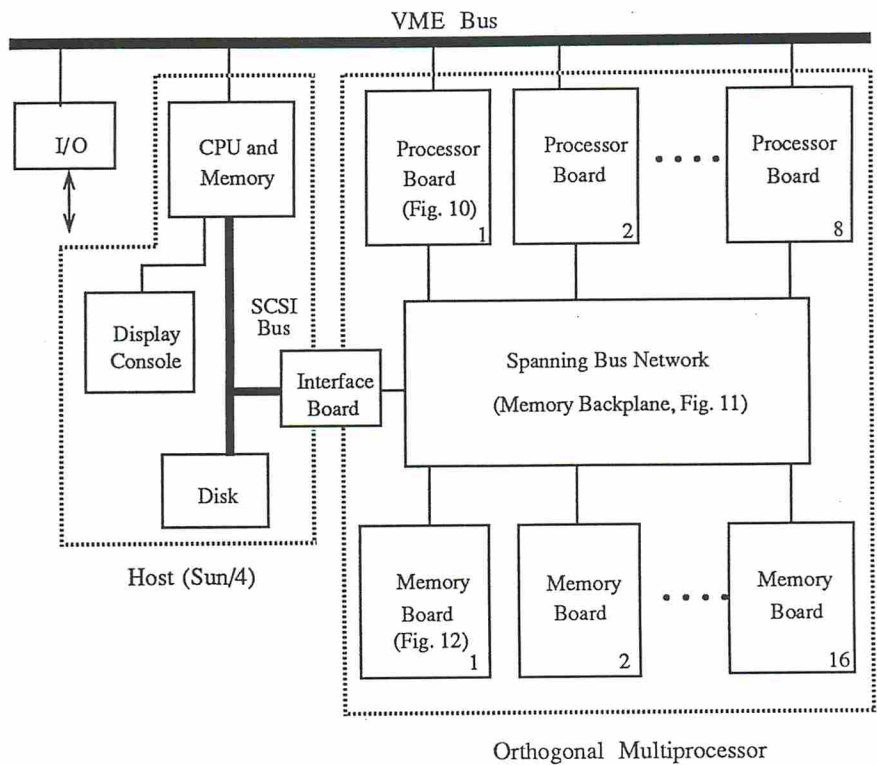 VME Bus
I/O
CPU and
Memory
Processor
Board
(Fig. 10)
1
Processor
Board
2
Processor
Board
8
Display
Console
SCSI
Bus
Interface
Board
Spanning Bus Network
(Memory Backplane, Fig. 11)
Disk
Host (Sun/4)
Memory
Board
(Fig. 12)
1
Memory
Board
2
Memory
Board
16
Orthogonal Multiprocessor